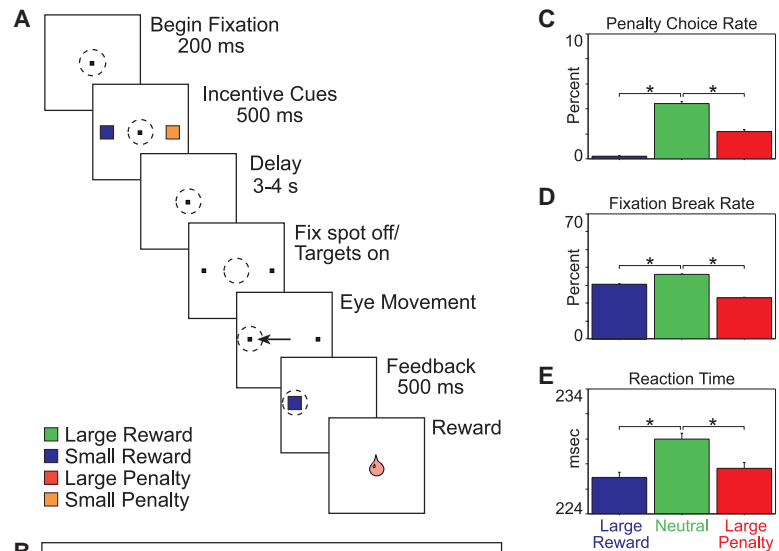 A
Begin Fixation
200 ms
Incentive Cues
500 ms
Delay
3-4 s
Fix spot off/
Targets on
Eye Movement
Feedback
500 ms
Reward
Large Reward
Small Reward
Large Penalty
Small Penalty
B
C
Penalty Choice Rate
10
Percent
0
* *
D
Fixation Break Rate
70
Percent
0
* *
E
Reaction Time
234
msec
224
* *
Large Reward
Neutral
Large Penalty